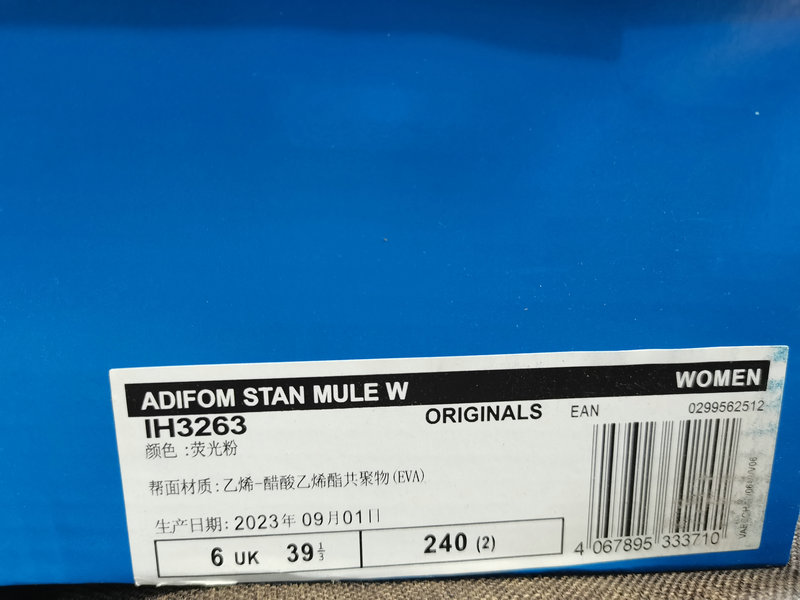 ADIFOM STAN MULE W WOMEN
IH3263 ORIGINALS EAN 0299562512
颜色:荧光粉
帮面材质:乙烯-醋酸乙烯酯共聚物(EVA)
生产日期:2023年 09月01日
6 UK 39⅓ 240 (2)
4 067895 333710